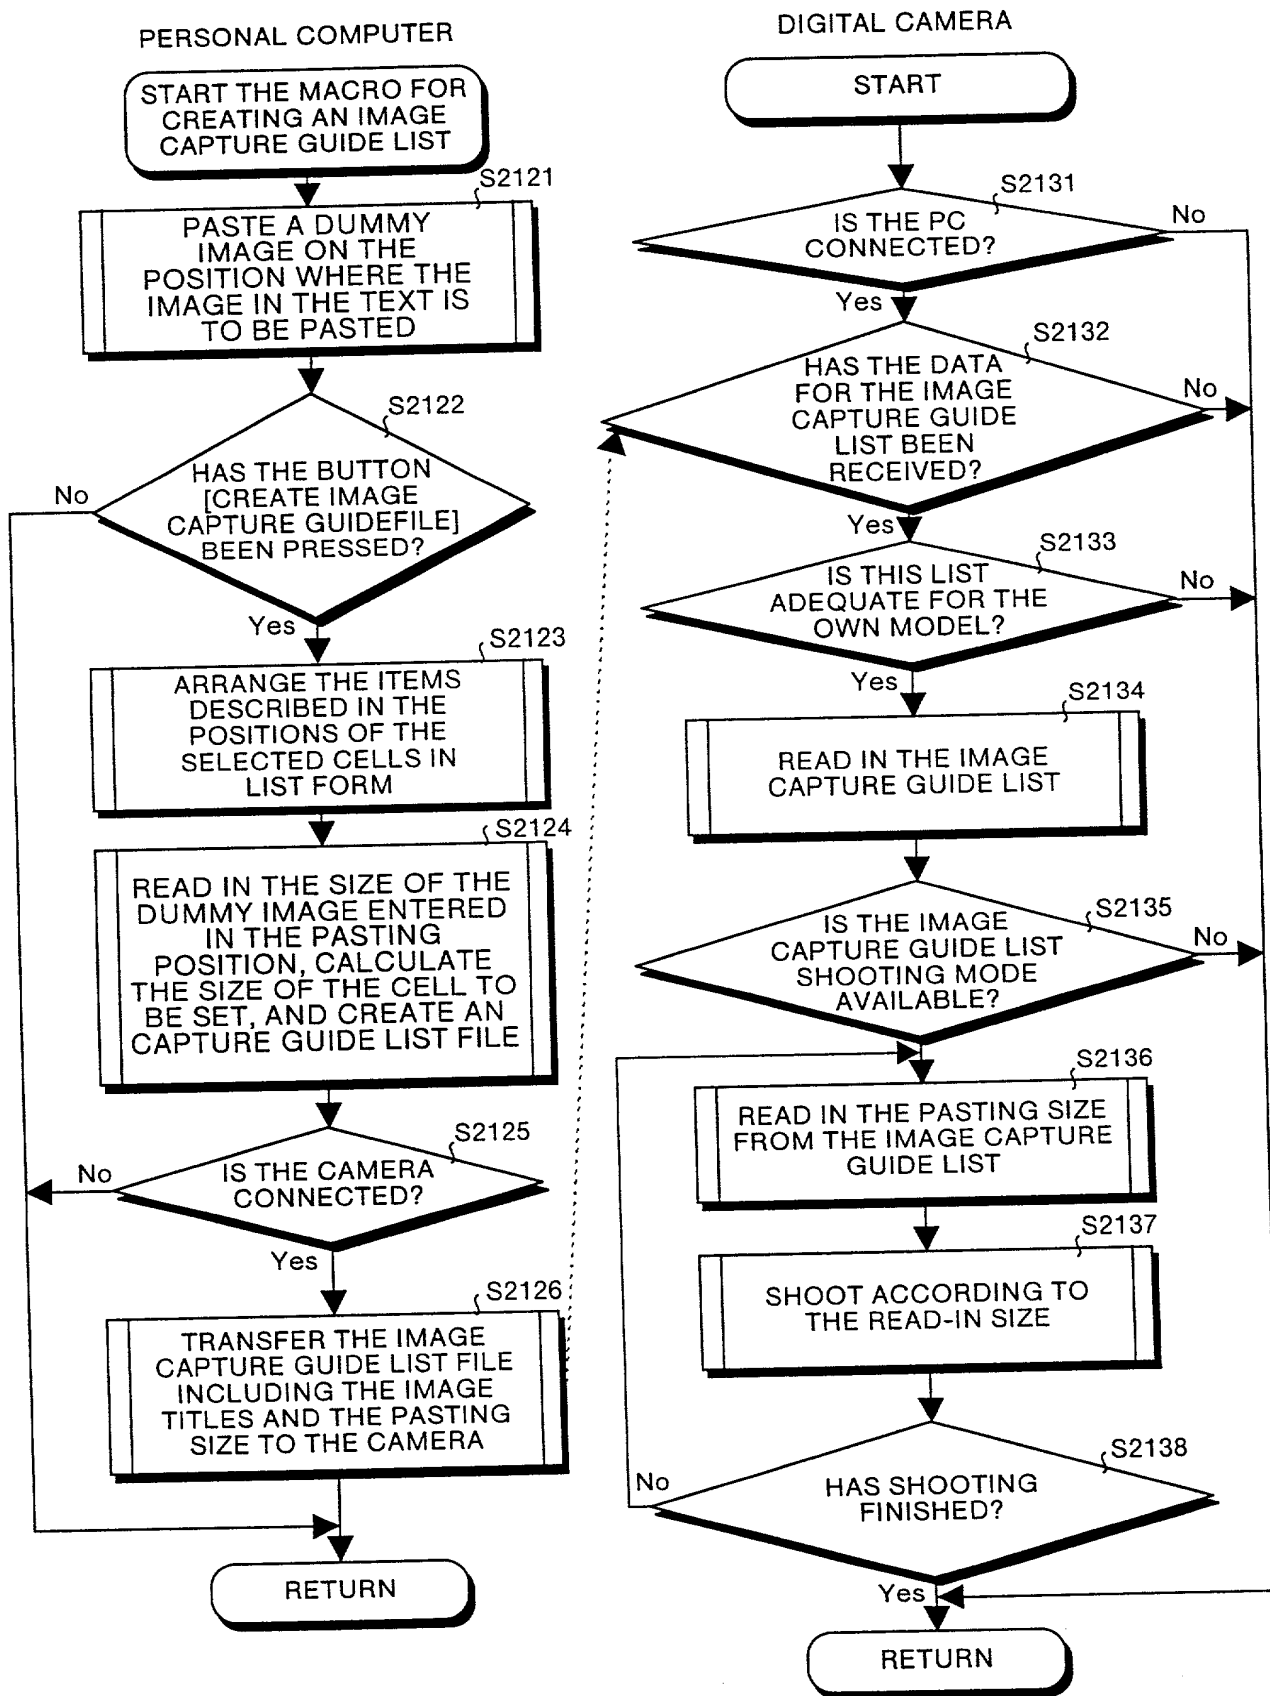 PERSONAL COMPUTER
START THE MACRO FOR
CREATING AN IMAGE
CAPTURE GUIDE LIST
S2121
PASTE A DUMMY
IMAGE ON THE
POSITION WHERE THE
IMAGE IN THE TEXT IS
TO BE PASTED
S2122
HAS THE BUTTON
[CREATE IMAGE
CAPTURE GUIDEFILE]
BEEN PRESSED?
No
Yes
S2123
ARRANGE THE ITEMS
DESCRIBED IN THE
POSITIONS OF THE
SELECTED CELLS IN
LIST FORM
S2124
READ IN THE SIZE OF THE
DUMMY IMAGE ENTERED
IN THE PASTING
POSITION, CALCULATE
THE SIZE OF THE CELL TO
BE SET, AND CREATE AN
CAPTURE GUIDE LIST FILE
S2125
IS THE CAMERA
CONNECTED?
No
Yes
S2126
TRANSFER THE IMAGE
CAPTURE GUIDE LIST FILE
INCLUDING THE IMAGE
TITLES AND THE PASTING
SIZE TO THE CAMERA
RETURN
DIGITAL CAMERA
START
S2131
IS THE PC
CONNECTED?
No
Yes
S2132
HAS THE DATA
FOR THE IMAGE
CAPTURE GUIDE
LIST BEEN
RECEIVED?
No
Yes
S2133
IS THIS LIST
ADEQUATE FOR THE
OWN MODEL?
No
Yes
S2134
READ IN THE IMAGE
CAPTURE GUIDE LIST
S2135
IS THE IMAGE
CAPTURE GUIDE LIST
SHOOTING MODE
AVAILABLE?
No
S2136
READ IN THE PASTING SIZE
FROM THE IMAGE CAPTURE
GUIDE LIST
S2137
SHOOT ACCORDING TO
THE READ-IN SIZE
S2138
HAS SHOOTING
FINISHED?
No
Yes
RETURN